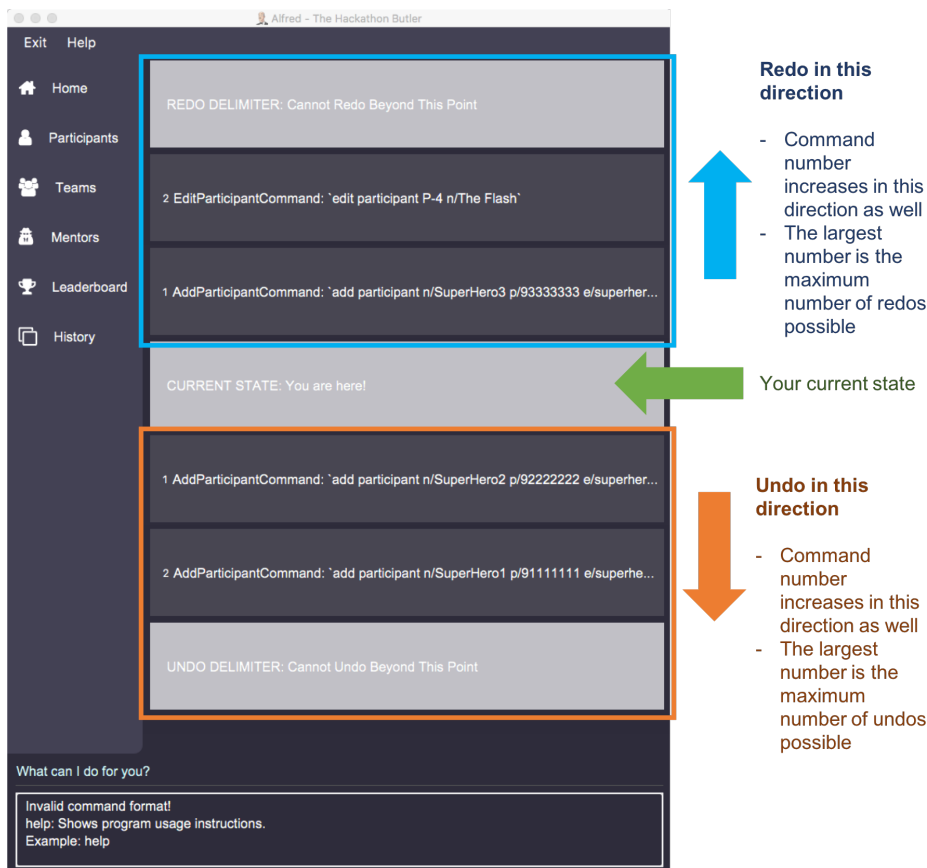 Alfred - The Hackathon Butler
Exit Help
Home
Participants
Teams
Mentors
Leaderboard
History
REDO DELIMITER: Cannot Redo Beyond This Point
2 EditParticipantCommand: `edit participant P-4 n/The Flash`
1 AddParticipantCommand: `add participant n/SuperHero3 p/93333333 e/superher...
CURRENT STATE: You are here!
1 AddParticipantCommand: `add participant n/SuperHero2 p/92222222 e/superher...
2 AddParticipantCommand: `add participant n/SuperHero1 p/91111111 e/superhe...
UNDO DELIMITER: Cannot Undo Beyond This Point
What can I do for you?
Invalid command format!
help: Shows program usage instructions.
Example: help
Redo in this
direction
- Command
number
increases in this
direction as well
- The largest
number is the
maximum
number of redos
possible
Your current state
Undo in this
direction
- Command
number
increases in this
direction as well
- The largest
number is the
maximum
number of undos
possible